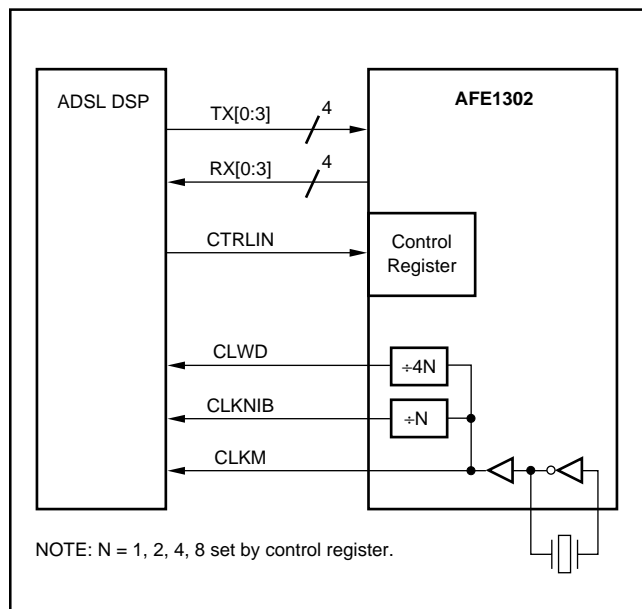 ADSL DSP
AFE1302
TX[0:3]
4
RX[0:3]
4
CTRLIN
Control
Register
CLWD
÷4N
CLKNIB
÷N
CLKM
NOTE: N = 1, 2, 4, 8 set by control register.